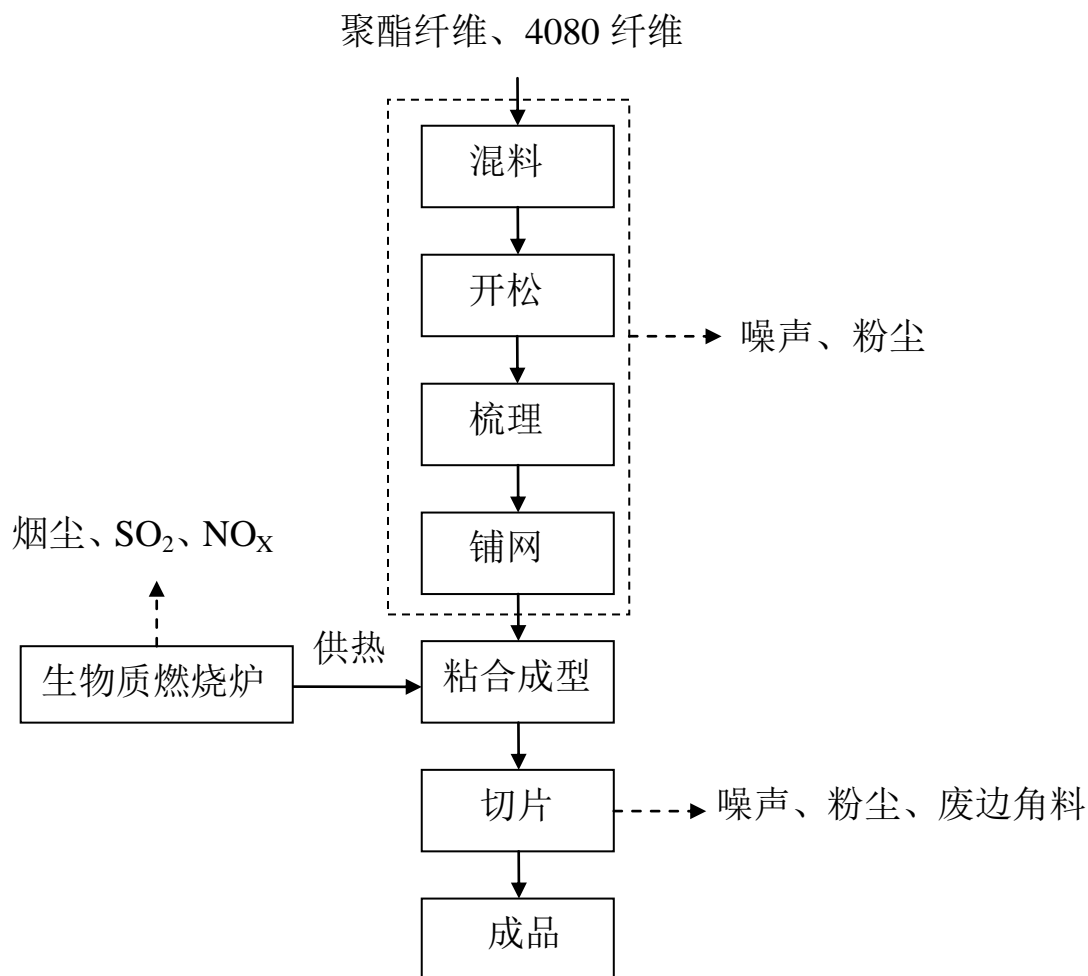 聚酯纤维、4080 纤维
混料
开松
噪声、粉尘
梳理
铺网
烟尘、SO₂、NOX
供热
生物质燃烧炉
粘合成型
切片
噪声、粉尘、废边角料
成品